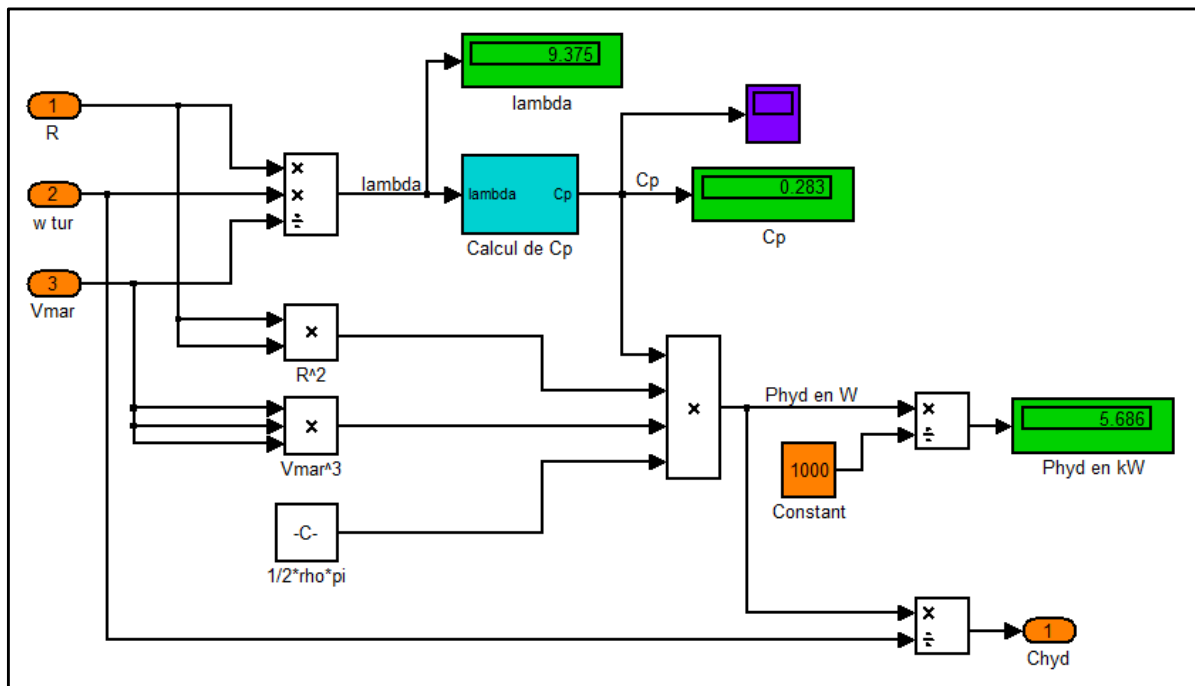 9.375
lambda
1
R
×
×
÷
lambda
lambda
Cp
Calcul de Cp
Cp
0.283
Cp
2
w tur
3
Vmar
×
R^2
×
Vmar^3
-C-
1/2*rho*pi
×
Phyd en W
1000
Constant
×
÷
5.686
Phyd en kW
×
÷
1
Chyd